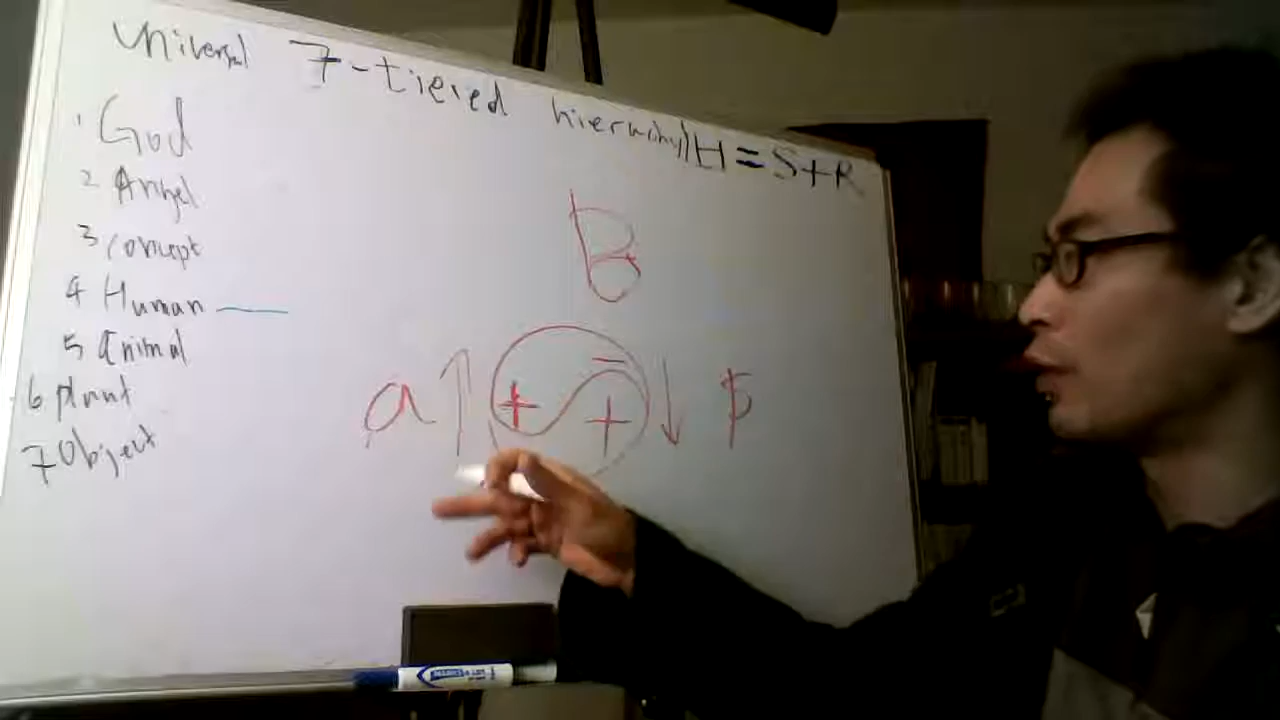 Universal 7-tiered hierarchy H = S+R
1 God
2 Angel
3 concept
4 Human
5 Animal
6 plant
7 Object
B
a ↑ + − + ↓